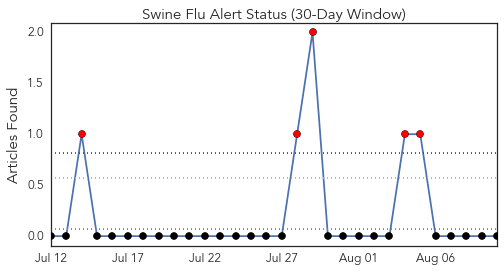 Swine Flu Alert Status (30-Day Window)
Articles Found
2.0
1.5
1.0
0.5
0.0
Jul 12 Jul 17 Jul 22 Jul 27 Aug 01 Aug 06